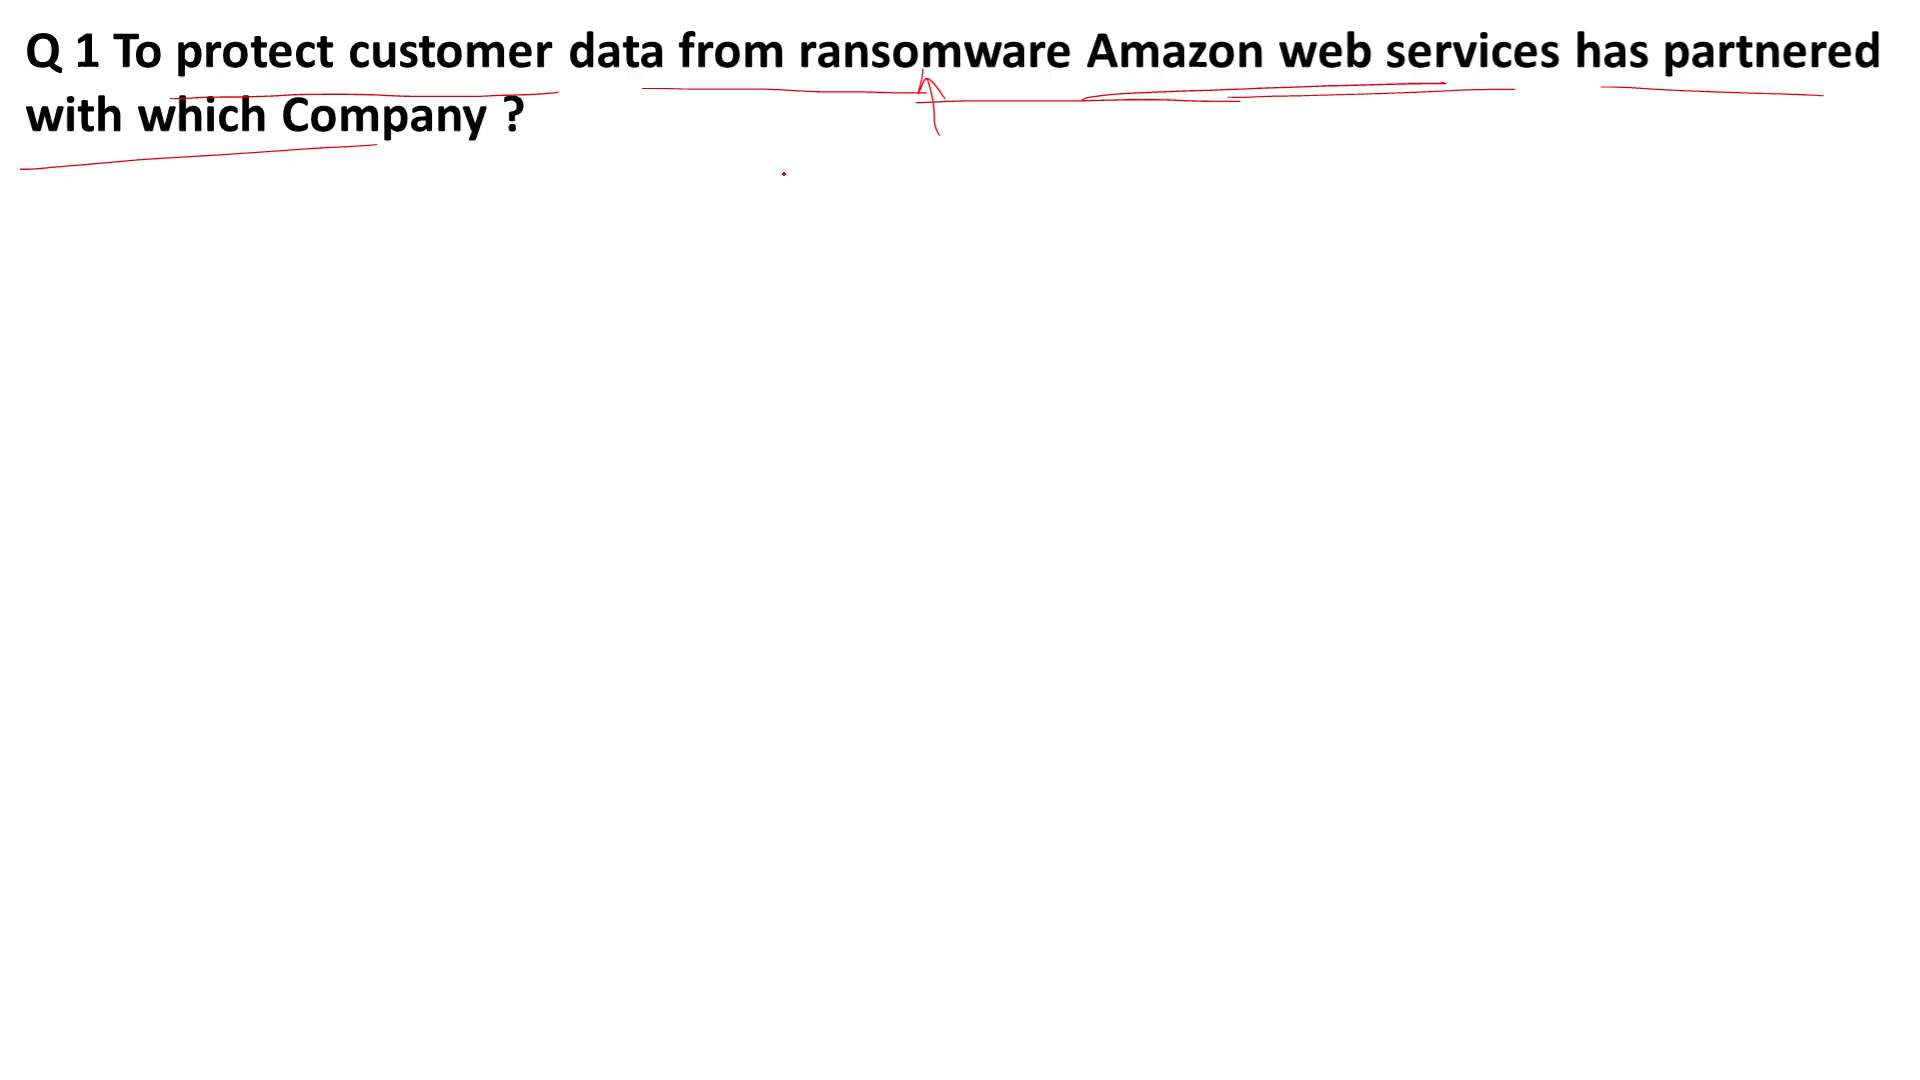 Q 1 To protect customer data from ransomware Amazon web services has partnered
with which Company ?